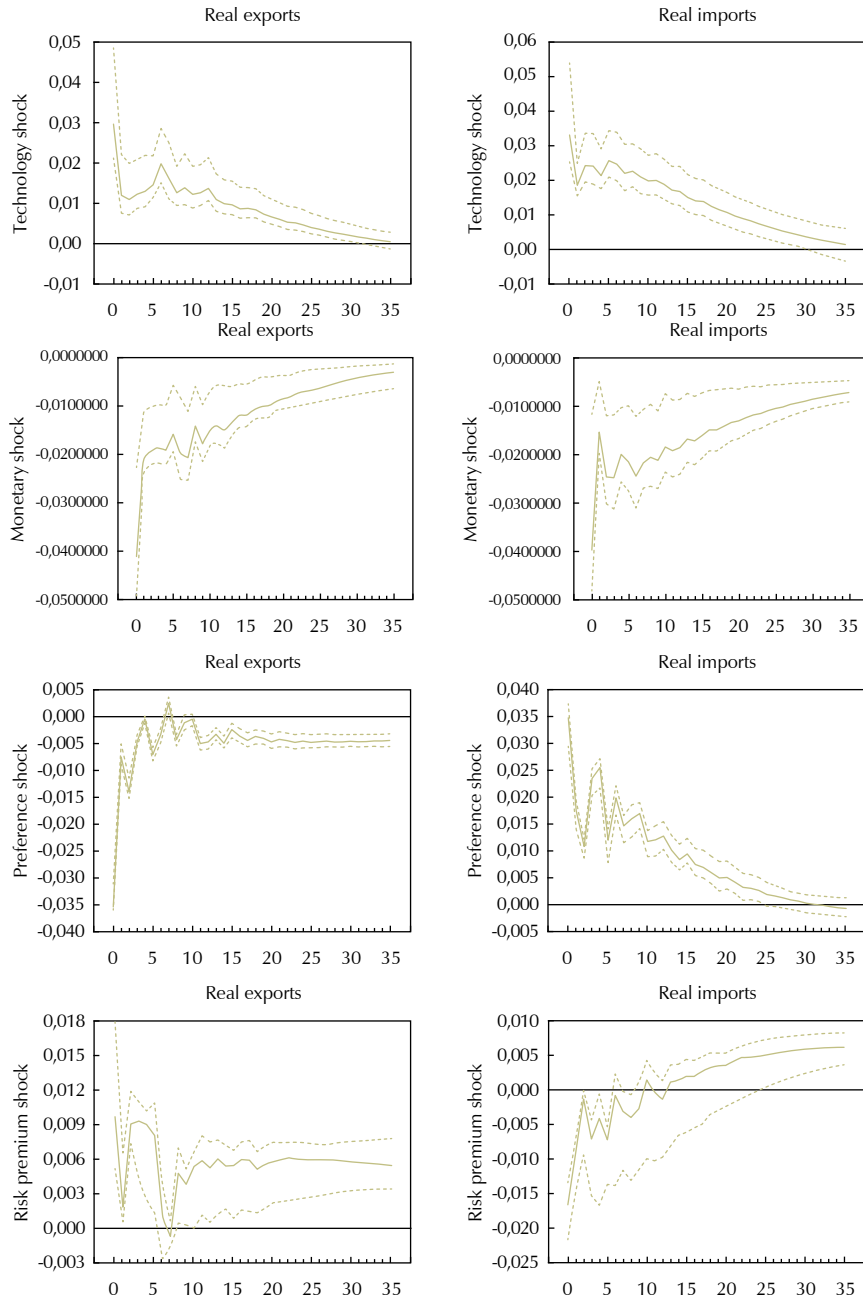 Real exports
Technology shock
0,05
0,04
0,03
0,02
0,01
0,00
-0,01
0 5 10 15 20 25 30 35
Real imports
Technology shock
0,06
0,05
0,04
0,03
0,02
0,01
0,00
0,01
0 5 10 15 20 25 30 35
Real exports
Monetary shock
0,0000000
-0,0100000
-0,0200000
-0,0300000
-0,0400000
-0,0500000
0 5 10 15 20 25 30 35
Real imports
Monetary shock
0,0000000
-0,0100000
-0,0200000
-0,0300000
-0,0400000
-0,0500000
0 5 10 15 20 25 30 35
Real exports
Preference shock
0,005
0,000
-0,005
-0,010
-0,015
-0,020
-0,025
-0,030
-0,035
-0,040
0 5 10 15 20 25 30 35
Real imports
Preference shock
0,040
0,035
0,030
0,025
0,020
0,015
0,010
0,005
0,000
-0,005
0 5 10 15 20 25 30 35
Real exports
Risk premium shock
0,018
0,015
0,012
0,009
0,006
0,003
0,000
-0,003
0 5 10 15 20 25 30 35
Real imports
Risk premium shock
0,010
0,005
0,000
-0,005
-0,010
-0,015
-0,020
-0,025
0 5 10 15 20 25 30 35